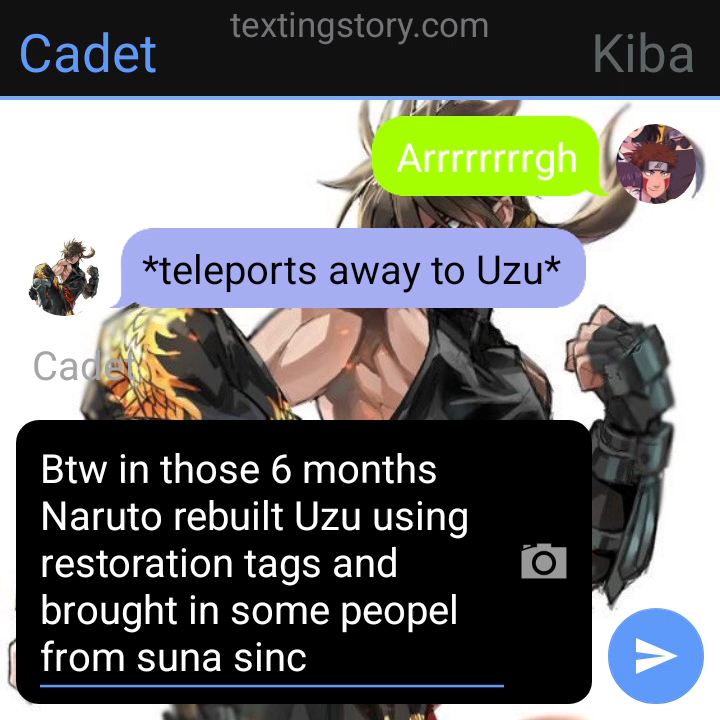 textingstory.com
Cadet
Kiba
Arrrrrrrrgh
*teleports away to Uzu*
Cadet
Btw in those 6 months
Naruto rebuilt Uzu using
restoration tags and
brought in some peopel
from suna sinc